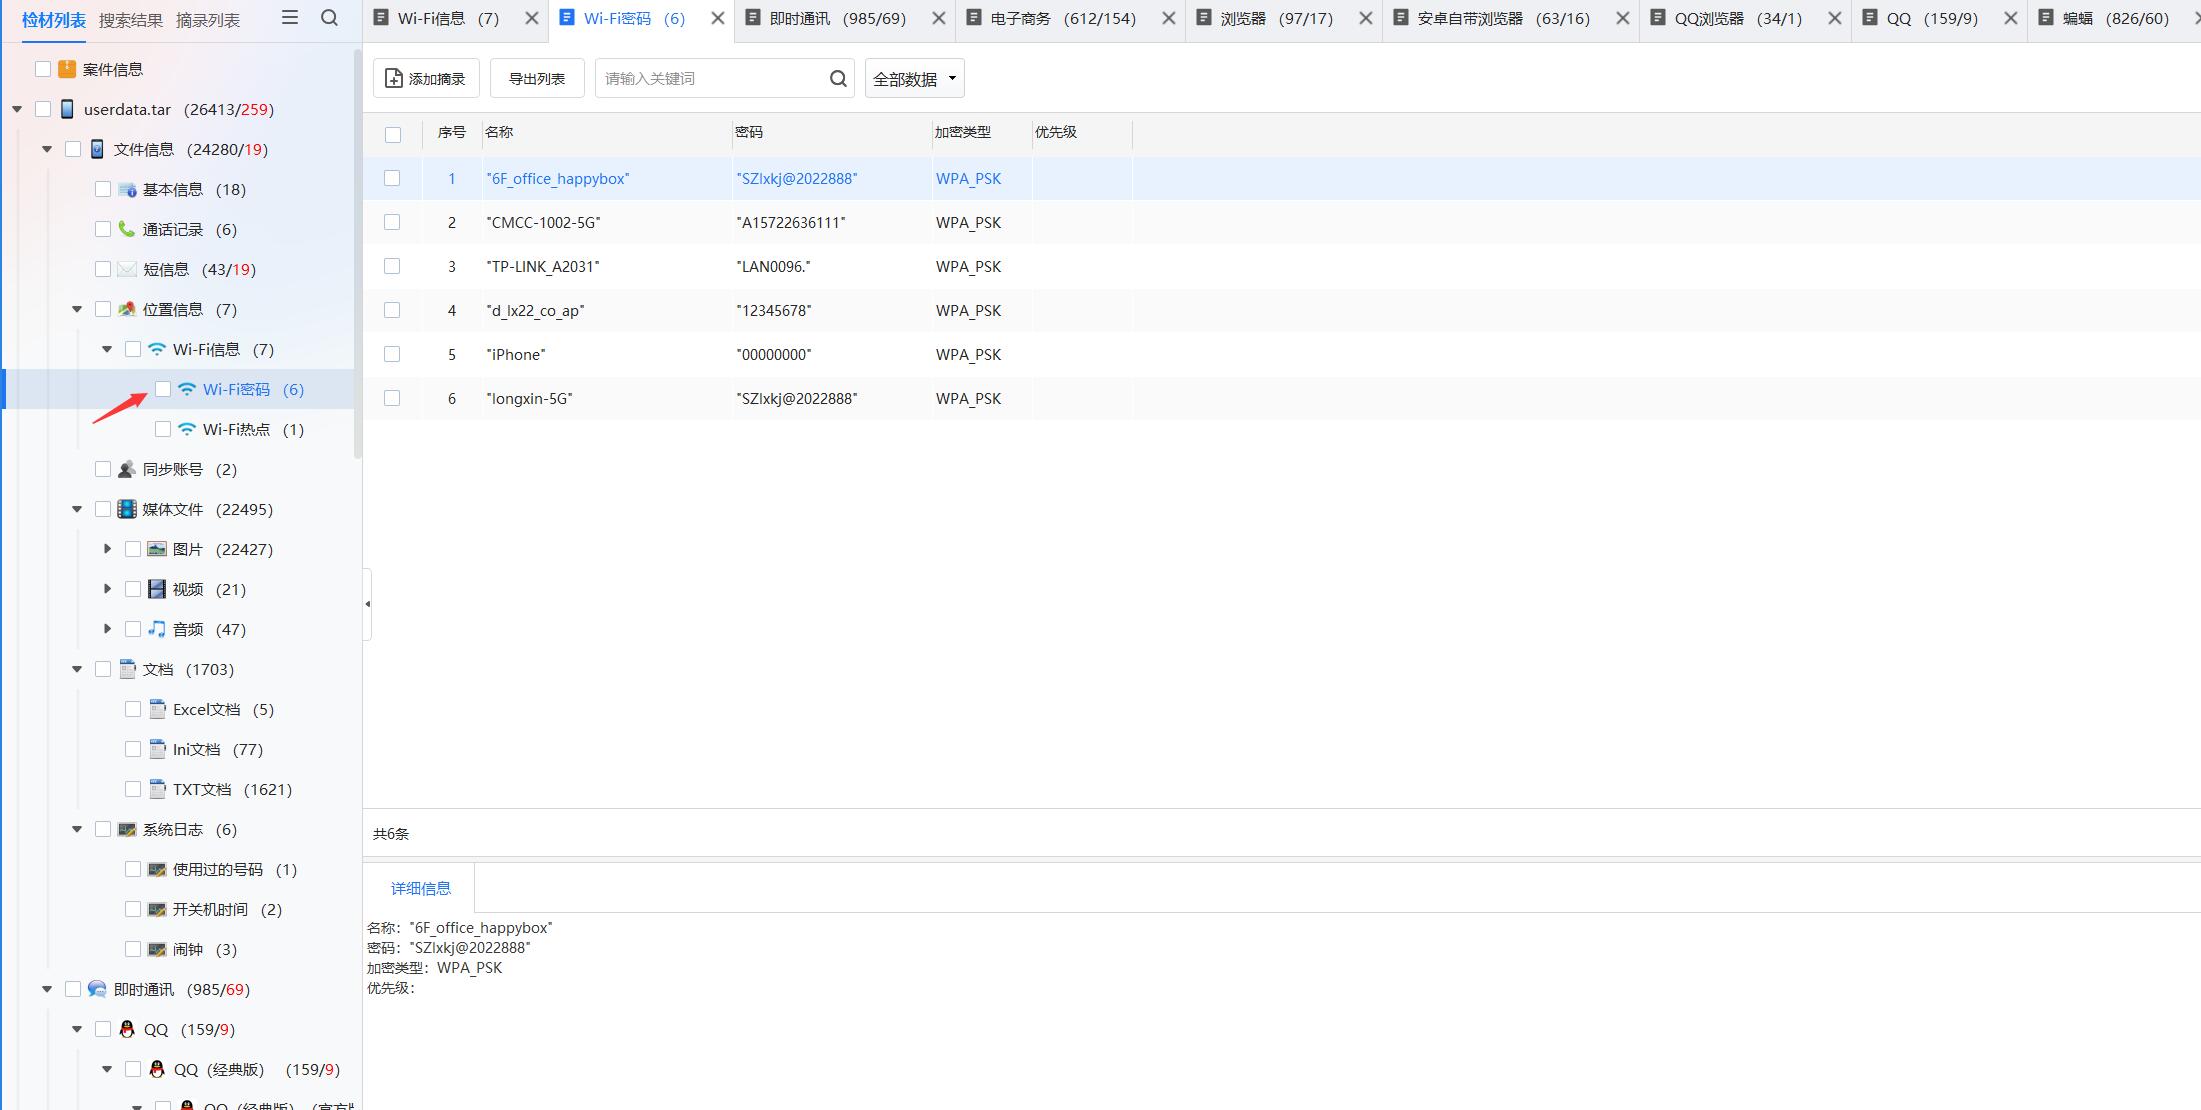 检材列表 搜索结果 摘录列表
案件信息
userdata.tar (26413/259)
文件信息 (24280/19)
基本信息 (18)
通话记录 (6)
短信息 (43/19)
位置信息 (7)
Wi-Fi信息 (7)
Wi-Fi密码 (6)
Wi-Fi热点 (1)
同步账号 (2)
媒体文件 (22495)
图片 (22427)
视频 (21)
音频 (47)
文档 (1703)
Excel文档 (5)
Ini文档 (77)
TXT文档 (1621)
系统日志 (6)
使用过的号码 (1)
开关机时间 (2)
闹钟 (3)
即时通讯 (985/69)
QQ (159/9)
QQ（经典版） (159/9)
QQ（经典版）
Wi-Fi信息 (7) Wi-Fi密码 (6) 即时通讯 (985/69) 电子商务 (612/154) 浏览器 (97/17) 安卓自带浏览器 (63/16) QQ浏览器 (34/1) QQ (159/9) 蝙蝠 (826/60)
添加摘录 导出列表 请输入关键词 全部数据
序号 名称 密码 加密类型 优先级
1 "6F_office_happybox" "SZlxkj@2022888" WPA_PSK
2 "CMCC-1002-5G" "A15722636111" WPA_PSK
3 "TP-LINK_A2031" "LAN0096." WPA_PSK
4 "d_lx22_co_ap" "12345678" WPA_PSK
5 "iPhone" "00000000" WPA_PSK
6 "longxin-5G" "SZlxkj@2022888" WPA_PSK
共6条
详细信息
名称："6F_office_happybox"
密码："SZlxkj@2022888"
加密类型：WPA_PSK
优先级：